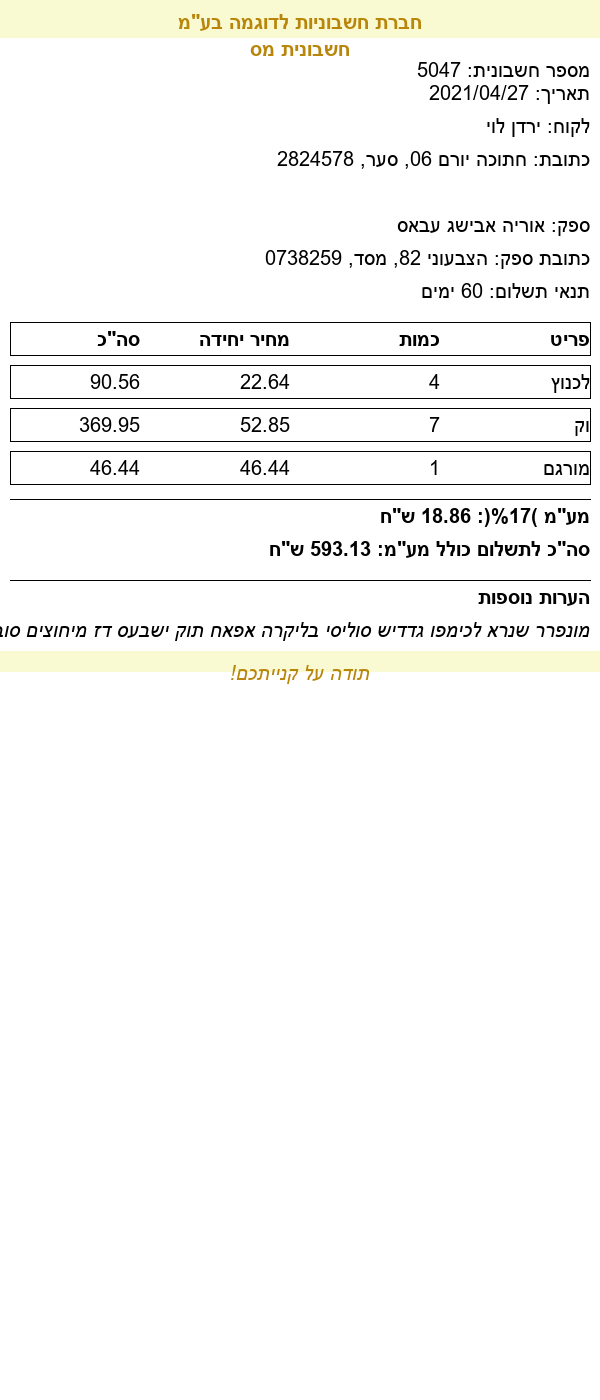 חברת חשבוניות לדוגמה בע"מ
חשבונית מס
מספר חשבונית: 5047
תאריך: 2021/04/27
לקוח: ירדן לוי
כתובת: חתוכה יורם 06, סער, 2824578
ספק: אוריה אבישג עבאס
כתובת ספק: הצבעוני 82, מסד, 0738259
תנאי תשלום: 60 ימים
פריט כמות מחיר יחידה סה"כ
לכנוץ 4 22.64 90.56
וק 7 52.85 369.95
מורגם 1 46.44 46.44
מע"מ )17%(: 18.86 ש"ח
סה"כ לתשלום כולל מע"מ: 593.13 ש"ח
הערות נוספות
מונפרר שנרא לכימפו גדדיש סוליסי בליקרה אפאח תוק ישבעס דז מיחוצים
תודה על קנייתכם!